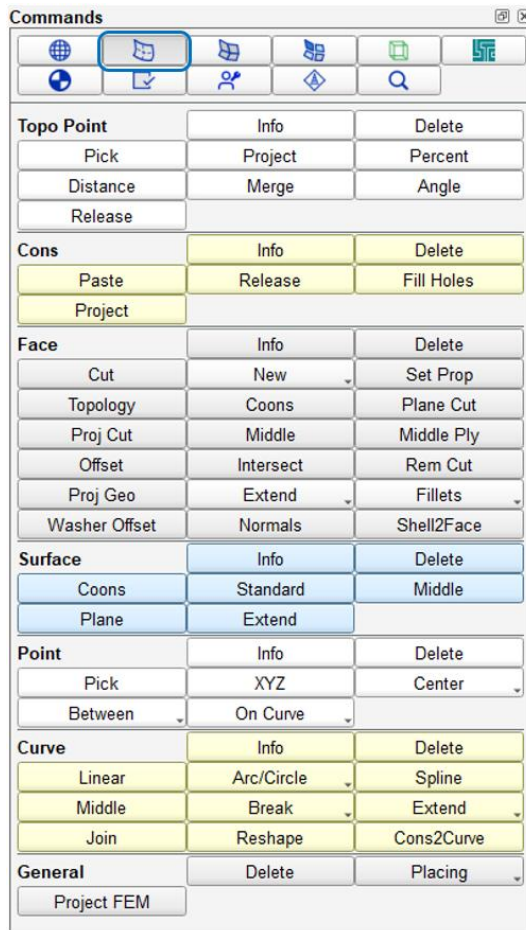 Commands
Topo Point Info Delete
Pick Project Percent
Distance Merge Angle
Release
Cons Info Delete
Paste Release Fill Holes
Project
Face Info Delete
Cut New Set Prop
Topology Coons Plane Cut
Proj Cut Middle Middle Ply
Offset Intersect Rem Cut
Proj Geo Extend Fillets
Washer Offset Normals Shell2Face
Surface Info Delete
Coons Standard Middle
Plane Extend
Point Info Delete
Pick XYZ Center
Between On Curve
Curve Info Delete
Linear Arc/Circle Spline
Middle Break Extend
Join Reshape Cons2Curve
General Delete Placing
Project FEM